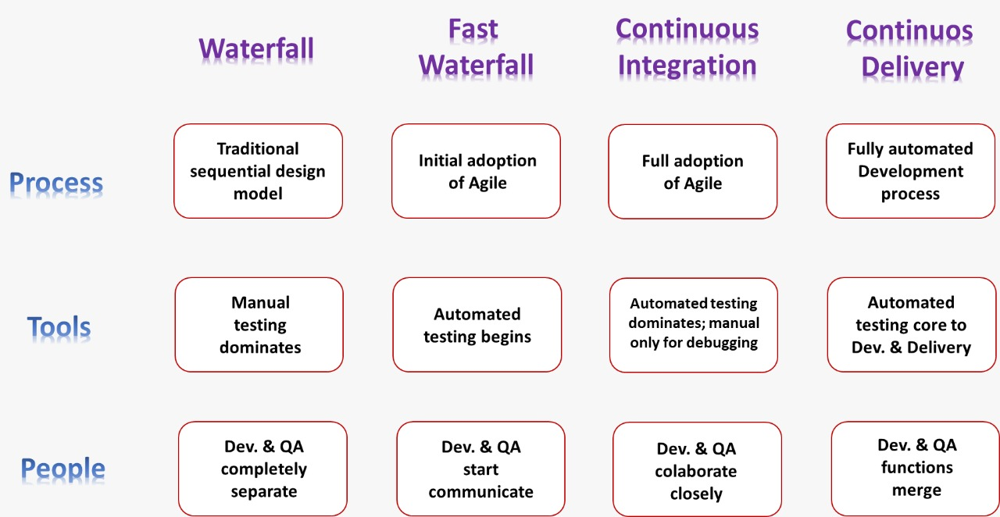 Waterfall
Fast
Waterfall
Continuous
Integration
Continuos
Delivery
Process
Traditional
sequential design
model
Initial adoption
of Agile
Full adoption
of Agile
Fully automated
Development
process
Tools
Manual
testing
dominates
Automated
testing begins
Automated testing
dominates; manual
only for debugging
Automated
testing core to
Dev. & Delivery
People
Dev. & QA
completely
separate
Dev. & QA
start
communicate
Dev. & QA
colaborate
closely
Dev. & QA
functions
merge